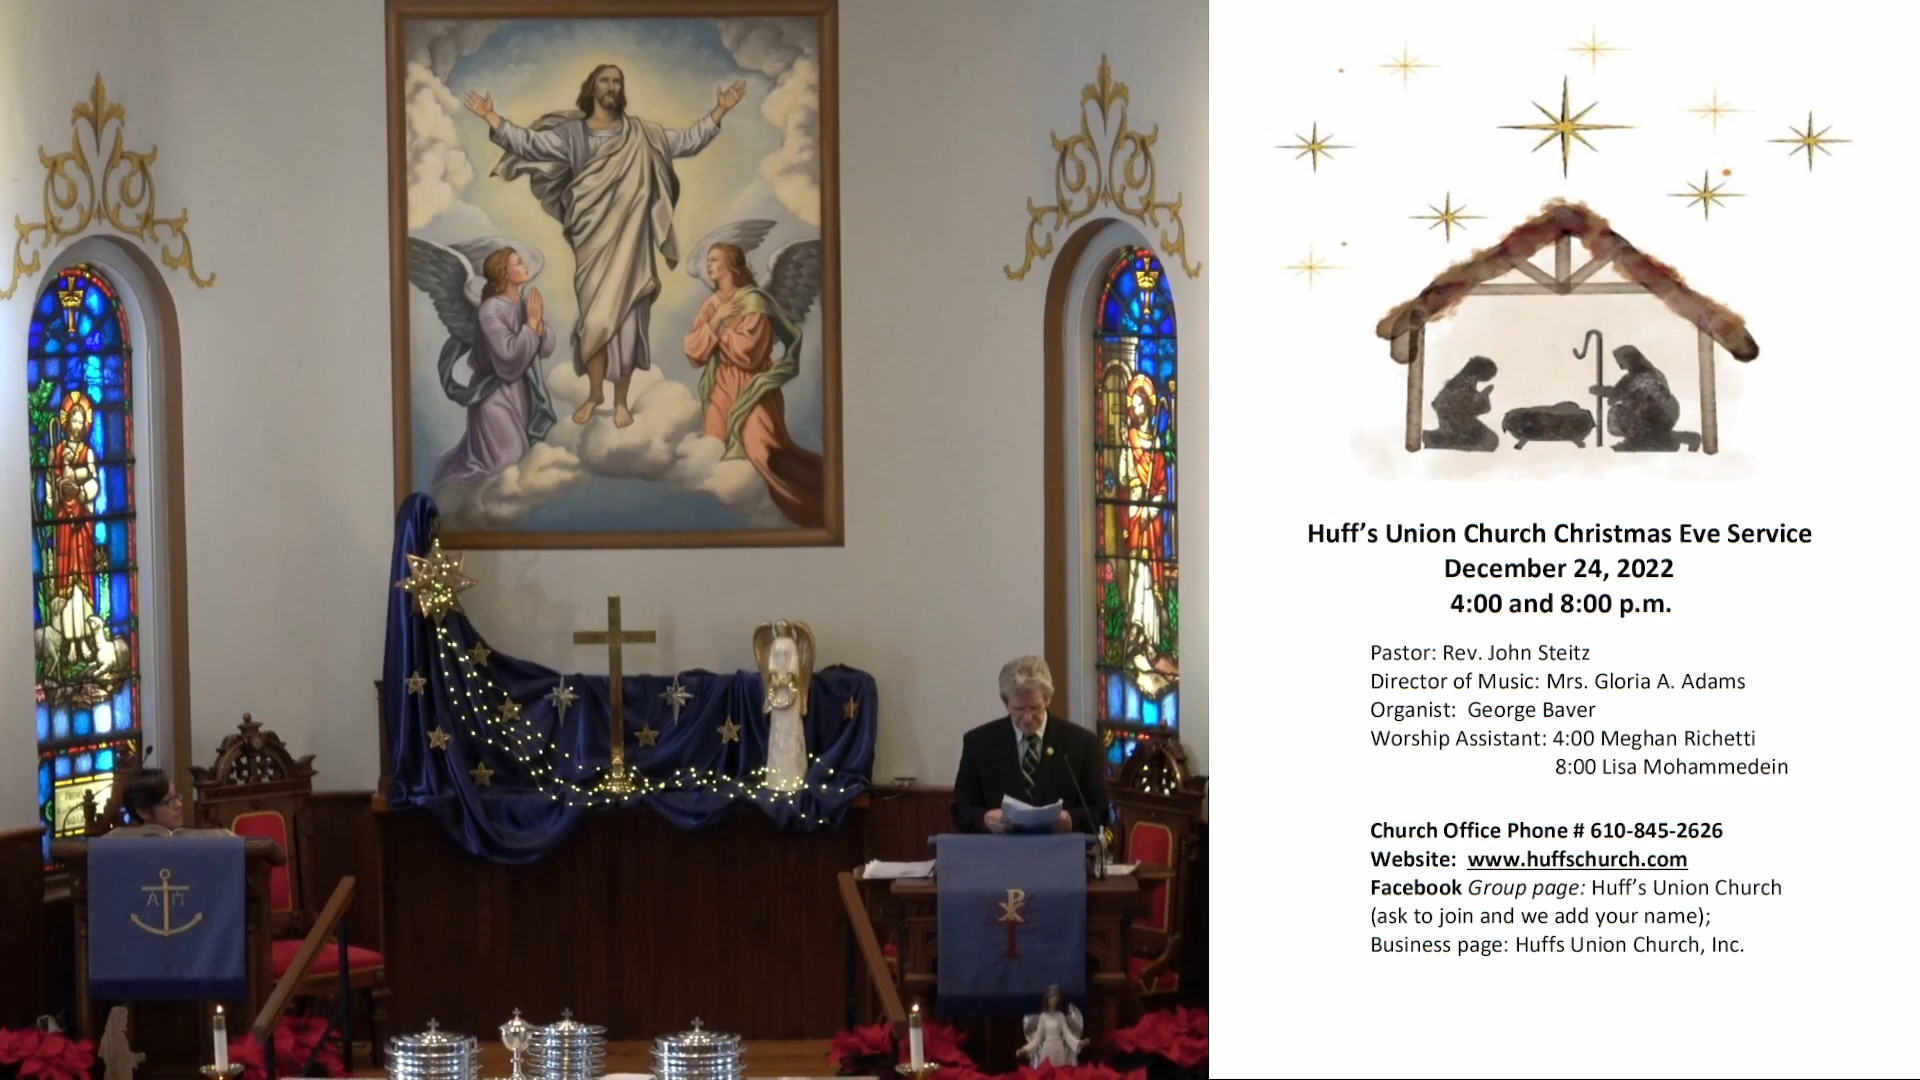 Huff's Union Church Christmas Eve Service
December 24, 2022
4:00 and 8:00 p.m.
Pastor: Rev. John Steitz
Director of Music: Mrs. Gloria A. Adams
Organist: George Baver
Worship Assistant: 4:00 Meghan Richetti
8:00 Lisa Mohammedein
Church Office Phone # 610-845-2626
Website: www.huffschurch.com
Facebook Group page: Huff's Union Church
(ask to join and we add your name);
Business page: Huffs Union Church, Inc.